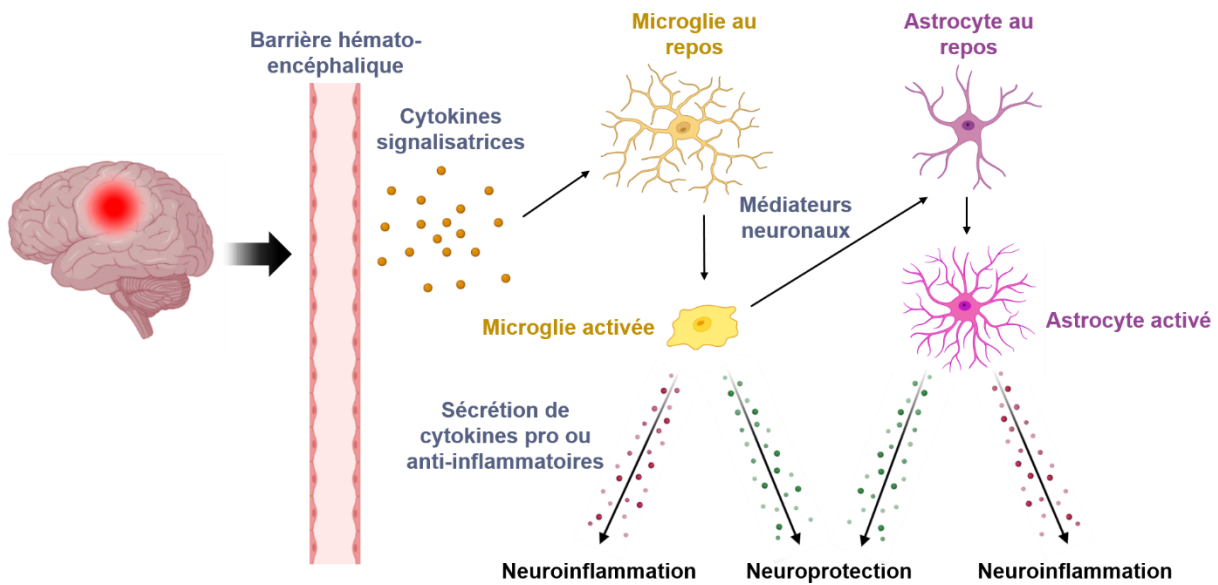 Barrière hémato-
encéphalique
Cytokines
signalisatrices
Microglie au
repos
Astrocyte au
repos
Médiateurs
neuronaux
Microglie activée
Astrocyte activé
Sécrétion de
cytokines pro ou
anti-inflammatoires
Neuroinflammation
Neuroprotection
Neuroinflammation